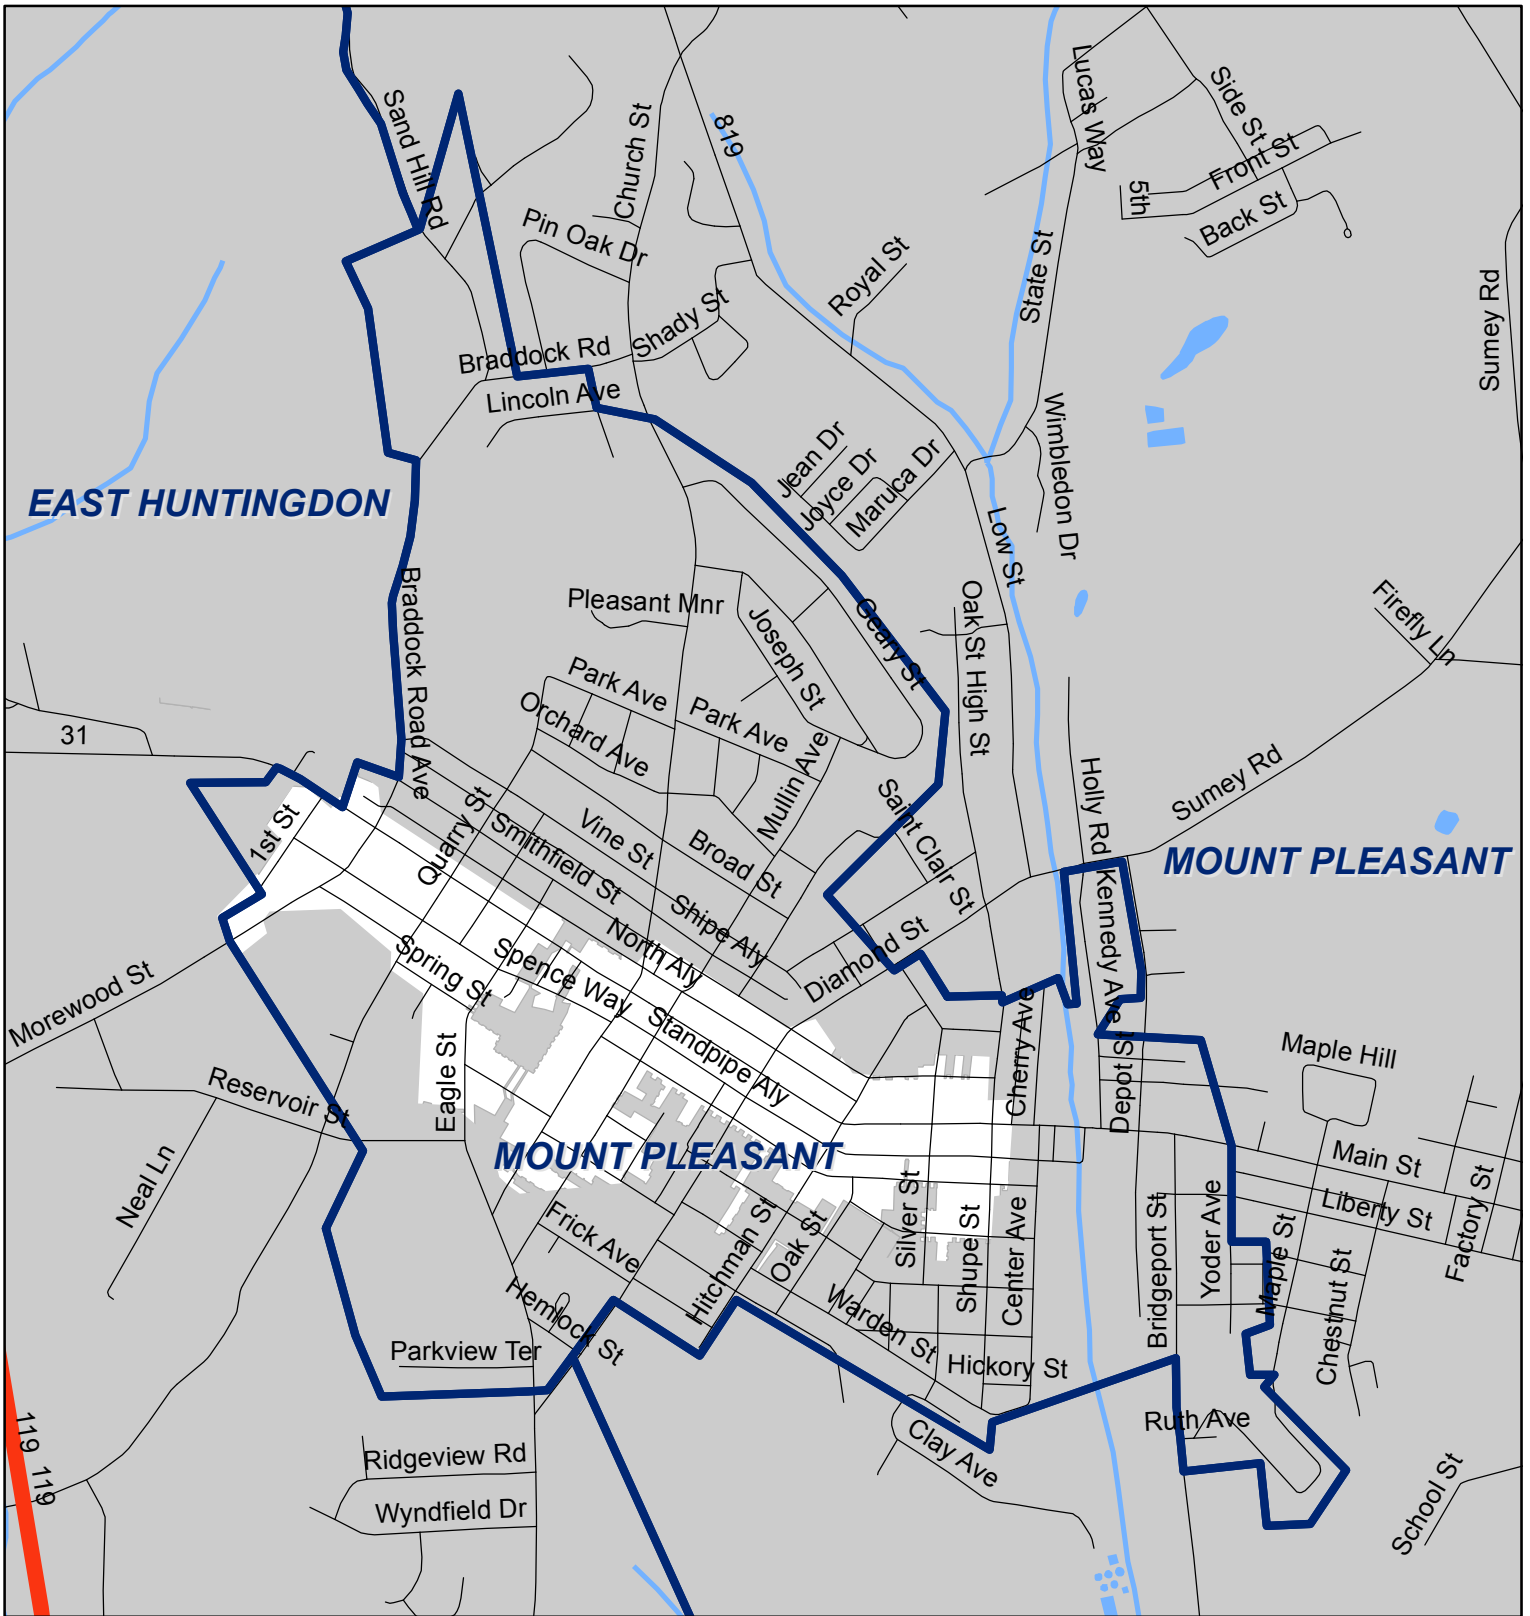 Lucas Way
Side St
Front St
5th
Back St
Sand Hill Rd
Church St
819
Pin Oak Dr
Royal St
State St
Sumey Rd
Shady St
Braddock Rd
Lincoln Ave
Wimbledon Dr
Jean Dr
Joyce Dr
Maruca Dr
EAST HUNTINGDON
Low St
Braddock Road Ave
Pleasant Mnr
Joseph St
Geary St
Oak St
High St
Firefly Ln
Park Ave
Park Ave
Orchard Ave
31
Mullin Ave
Holly Rd
Sumey Rd
1st St
Quarry St
Smithfield St
Vine St
Broad St
Saint Clair St
MOUNT PLEASANT
Kennedy Ave
Shipe Aly
North Aly
Diamond St
Spring St
Spence Way
Morewood St
Standpipe Aly
Cherry Ave
Depot St
Maple Hill
Reservoir St
Eagle St
MOUNT PLEASANT
Main St
Liberty St
Factory St
Neal Ln
Frick Ave
Hitchman St
Oak St
Silver St
Shupe St
Center Ave
Bridgeport St
Yoder Ave
Maple St
Chestnut St
Hemlock St
Warden St
Parkview Ter
Hickory St
Ruth Ave
Clay Ave
119
119
Ridgeview Rd
Wyndfield Dr
School St